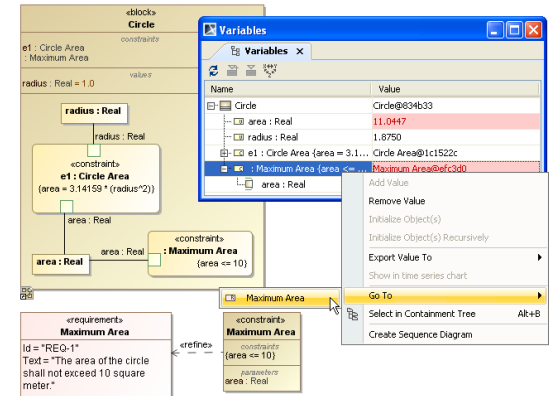 «block»
Circle
constraints
e1 : Circle Area
: Maximum Area
values
radius : Real = 1.0
radius : Real
radius : Real
«constraint»
e1 : Circle Area
{area = 3.14159 * (radius^2)}
area : Real
area : Real
area : Real
«constraint»
: Maximum Area
{area <= 10}
Variables
Variables X
Name Value
Circle Circle@834b33
area : Real 11.0447
radius : Real 1.8750
e1 : Circle Area {area = 3.1... Circle Area@1c1522c
: Maximum Area {area <= ... Maximum Area@efc3d0
area : Real
Add Value
Remove Value
Initialize Object(s)
Initialize Object(s) Recursively
Export Value To
Show in time series chart
Go To
Select in Containment Tree Alt+B
Create Sequence Diagram
Maximum Area
«requirement»
Maximum Area
Id = "REQ-1"
Text = "The area of the circle
shall not exceed 10 square
meter."
«refine»
«constraint»
Maximum Area
constraints
{area <= 10}
parameters
area : Real